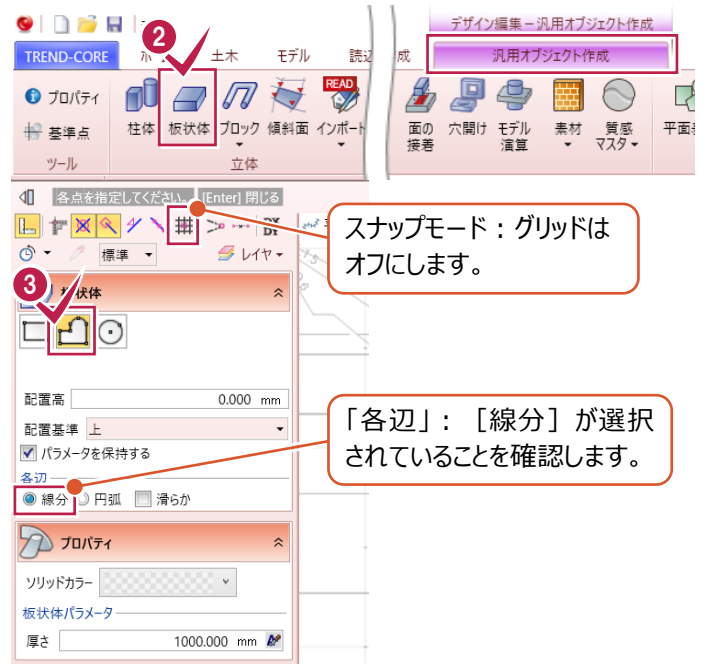 デザイン編集－汎用オブジェクト作成
2
TREND-CORE
土木
モデル
成
汎用オブジェクト作成
プロパティ
基準点
ツール
柱体
板状体
ブロック
傾斜面
READ
インポート
立体
面の
接着
穴開け
モデル
演算
素材
質感
マスタ
各点を指定してください。 [Enter] 閉じる
スナップモード：グリッドは
オフにします。
標準
レイヤ
3
板状体
配置高 0.000 mm
配置基準 上
パラメータを保持する
各辺
線分 円弧 滑らか
「各辺」：［線分］が選択
されていることを確認します。
プロパティ
ソリッドカラー
板状体パラメータ
厚さ 1000.000 mm